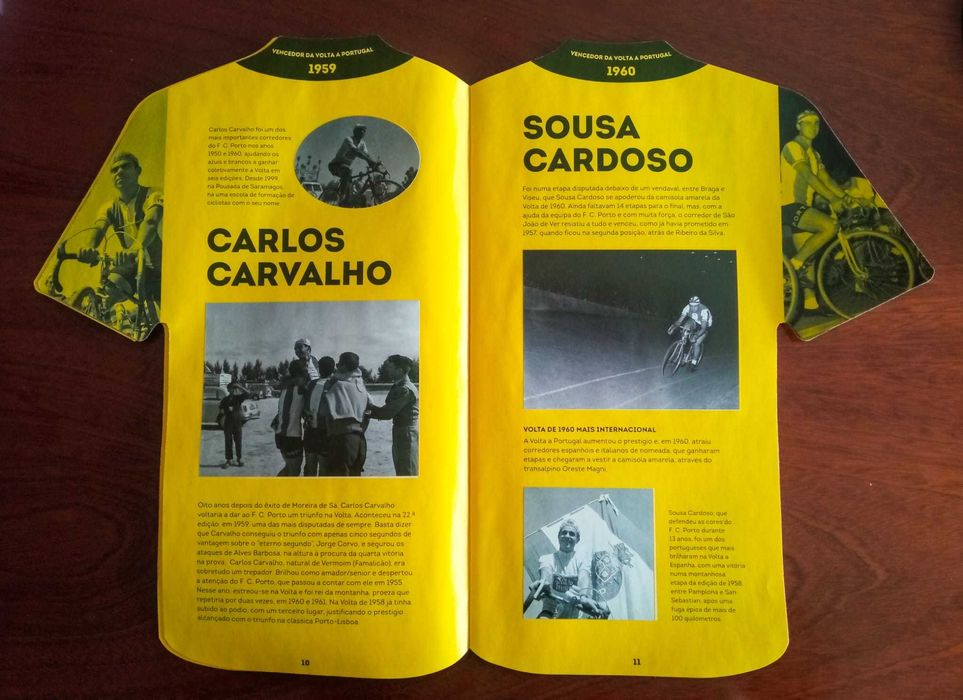 VENCEDOR DA VOLTA A PORTUGAL
1959
Carlos Carvalho foi um dos
mais importantes corredores
do F. C. Porto nos anos
1950 e 1960, ajudando os
azuis e brancos a ganhar
coletivamente a Volta em
seis edições. Desde 1999,
na Pousada de Saramagos,
há uma escola de formação de
ciclistas com o seu nome
CARLOS
CARVALHO
Oito anos depois do êxito de Moreira de Sá, Carlos Carvalho
voltaria a dar ao F. C. Porto um triunfo na Volta. Aconteceu na 22.ª
edição, em 1959, uma das mais disputadas de sempre. Basta dizer
que Carvalho conseguiu o triunfo com apenas cinco segundos de
vantagem sobre o "eterno segundo", Jorge Corvo, e segurou os
ataques de Alves Barbosa, na altura à procura da quarta vitória
na prova. Carlos Carvalho, natural de Vermoim (Famalicão), era
sobretudo um trepador. Brilhou como amador/sénior e despertou
a atenção do F. C. Porto, que passou a contar com ele em 1955.
Nesse ano, estreou-se na Volta e foi rei da montanha, proeza que
repetiria por duas vezes, em 1960 e 1961. Na Volta de 1958 já tinha
subido ao pódio, com um terceiro lugar, justificando o prestígio
alcançado com o triunfo na clássica Porto-Lisboa.
10
VENCEDOR DA VOLTA A PORTUGAL
1960
SOUSA
CARDOSO
Foi numa etapa disputada debaixo de um vendaval, entre Braga e
Viseu, que Sousa Cardoso se apoderou da camisola amarela da
Volta de 1960. Ainda faltavam 14 etapas para o final, mas, com a
ajuda da equipa do F. C. Porto e com muita força, o corredor de São
João de Ver resistiu a tudo e venceu, como já havia prometido em
1957, quando ficou na segunda posição, atrás de Ribeiro da Silva.
VOLTA DE 1960 MAIS INTERNACIONAL
A Volta a Portugal aumentou o prestígio e, em 1960, atraiu
corredores espanhóis e italianos de nomeada, que ganharam
etapas e chegaram a vestir a camisola amarela, através do
transalpino Oreste Magni.
Sousa Cardoso, que
defendeu as cores do
F. C. Porto durante
13 anos, foi um dos
portugueses que mais
brilharam na Volta a
Espanha, com uma vitória
numa montanhosa
etapa da edição de 1958,
entre Pamplona e San
Sebastian, após uma
fuga épica de mais de
100 quilómetros.
11